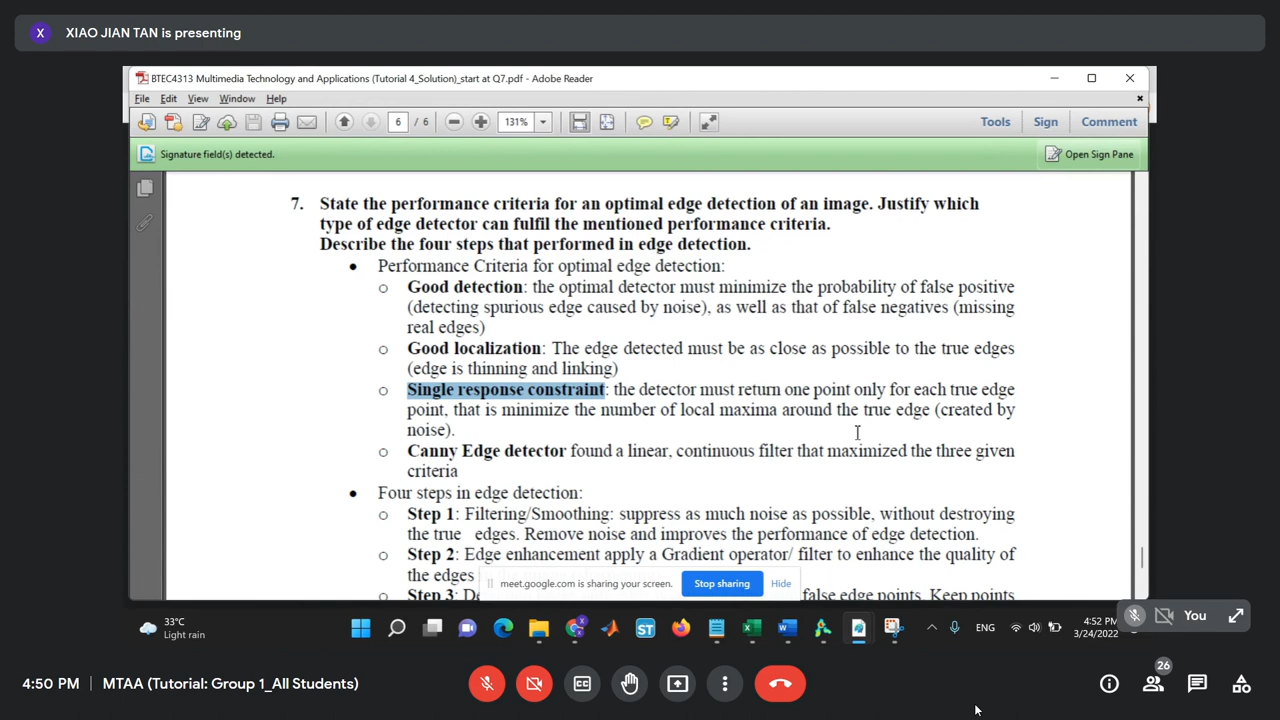 X XIAO JIAN TAN is presenting
BTEC4313 Multimedia Technology and Applications (Tutorial 4_Solution)_start at Q7.pdf - Adobe Reader
File Edit View Window Help
6 / 6 131% Tools Sign Comment
Signature field(s) detected. Open Sign Pane
7. State the performance criteria for an optimal edge detection of an image. Justify which
type of edge detector can fulfil the mentioned performance criteria.
Describe the four steps that performed in edge detection.
• Performance Criteria for optimal edge detection:
o Good detection: the optimal detector must minimize the probability of false positive
(detecting spurious edge caused by noise), as well as that of false negatives (missing
real edges)
o Good localization: The edge detected must be as close as possible to the true edges
(edge is thinning and linking)
o Single response constraint: the detector must return one point only for each true edge
point, that is minimize the number of local maxima around the true edge (created by
noise).
o Canny Edge detector found a linear, continuous filter that maximized the three given
criteria
• Four steps in edge detection:
o Step 1: Filtering/Smoothing: suppress as much noise as possible, without destroying
the true edges. Remove noise and improves the performance of edge detection.
o Step 2: Edge enhancement apply a Gradient operator/ filter to enhance the quality of
the edges
meet.google.com is sharing your screen. Stop sharing Hide
o Step 3: false edge points. Keep points
You
33°C
Light rain
ST
ENG
4:52 PM
3/24/2022
4:50 PM | MTAA (Tutorial: Group 1_All Students)
26